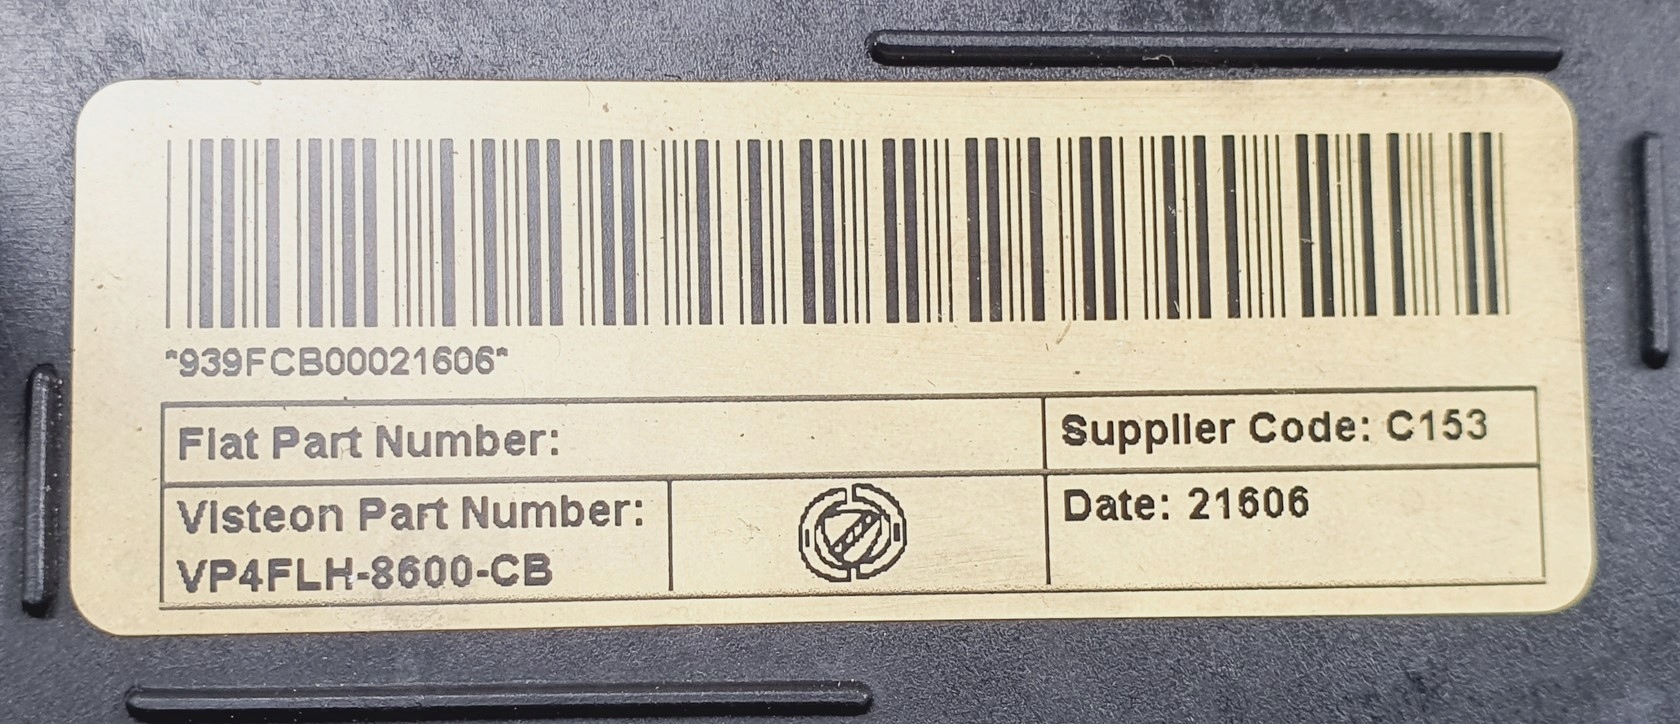 *939FCB00021606*
Fiat Part Number:
Supplier Code: C153
Visteon Part Number:
VP4FLH-8600-CB
Date: 21606